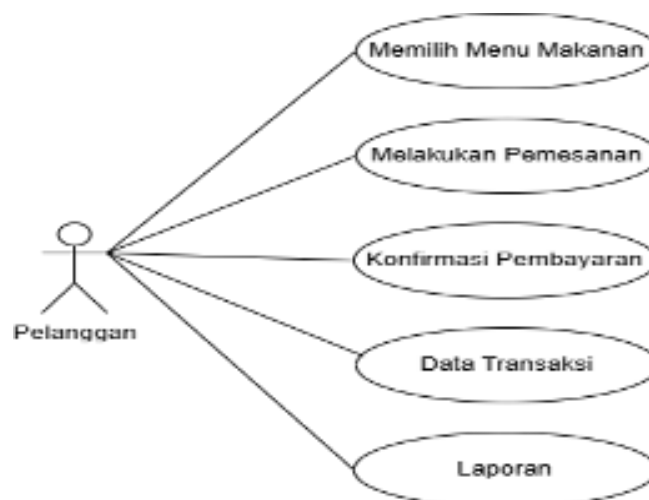 Memilih Menu Makanan
Melakukan Pemesanan
Konfirmasi Pembayaran
Pelanggan
Data Transaksi
Laporan